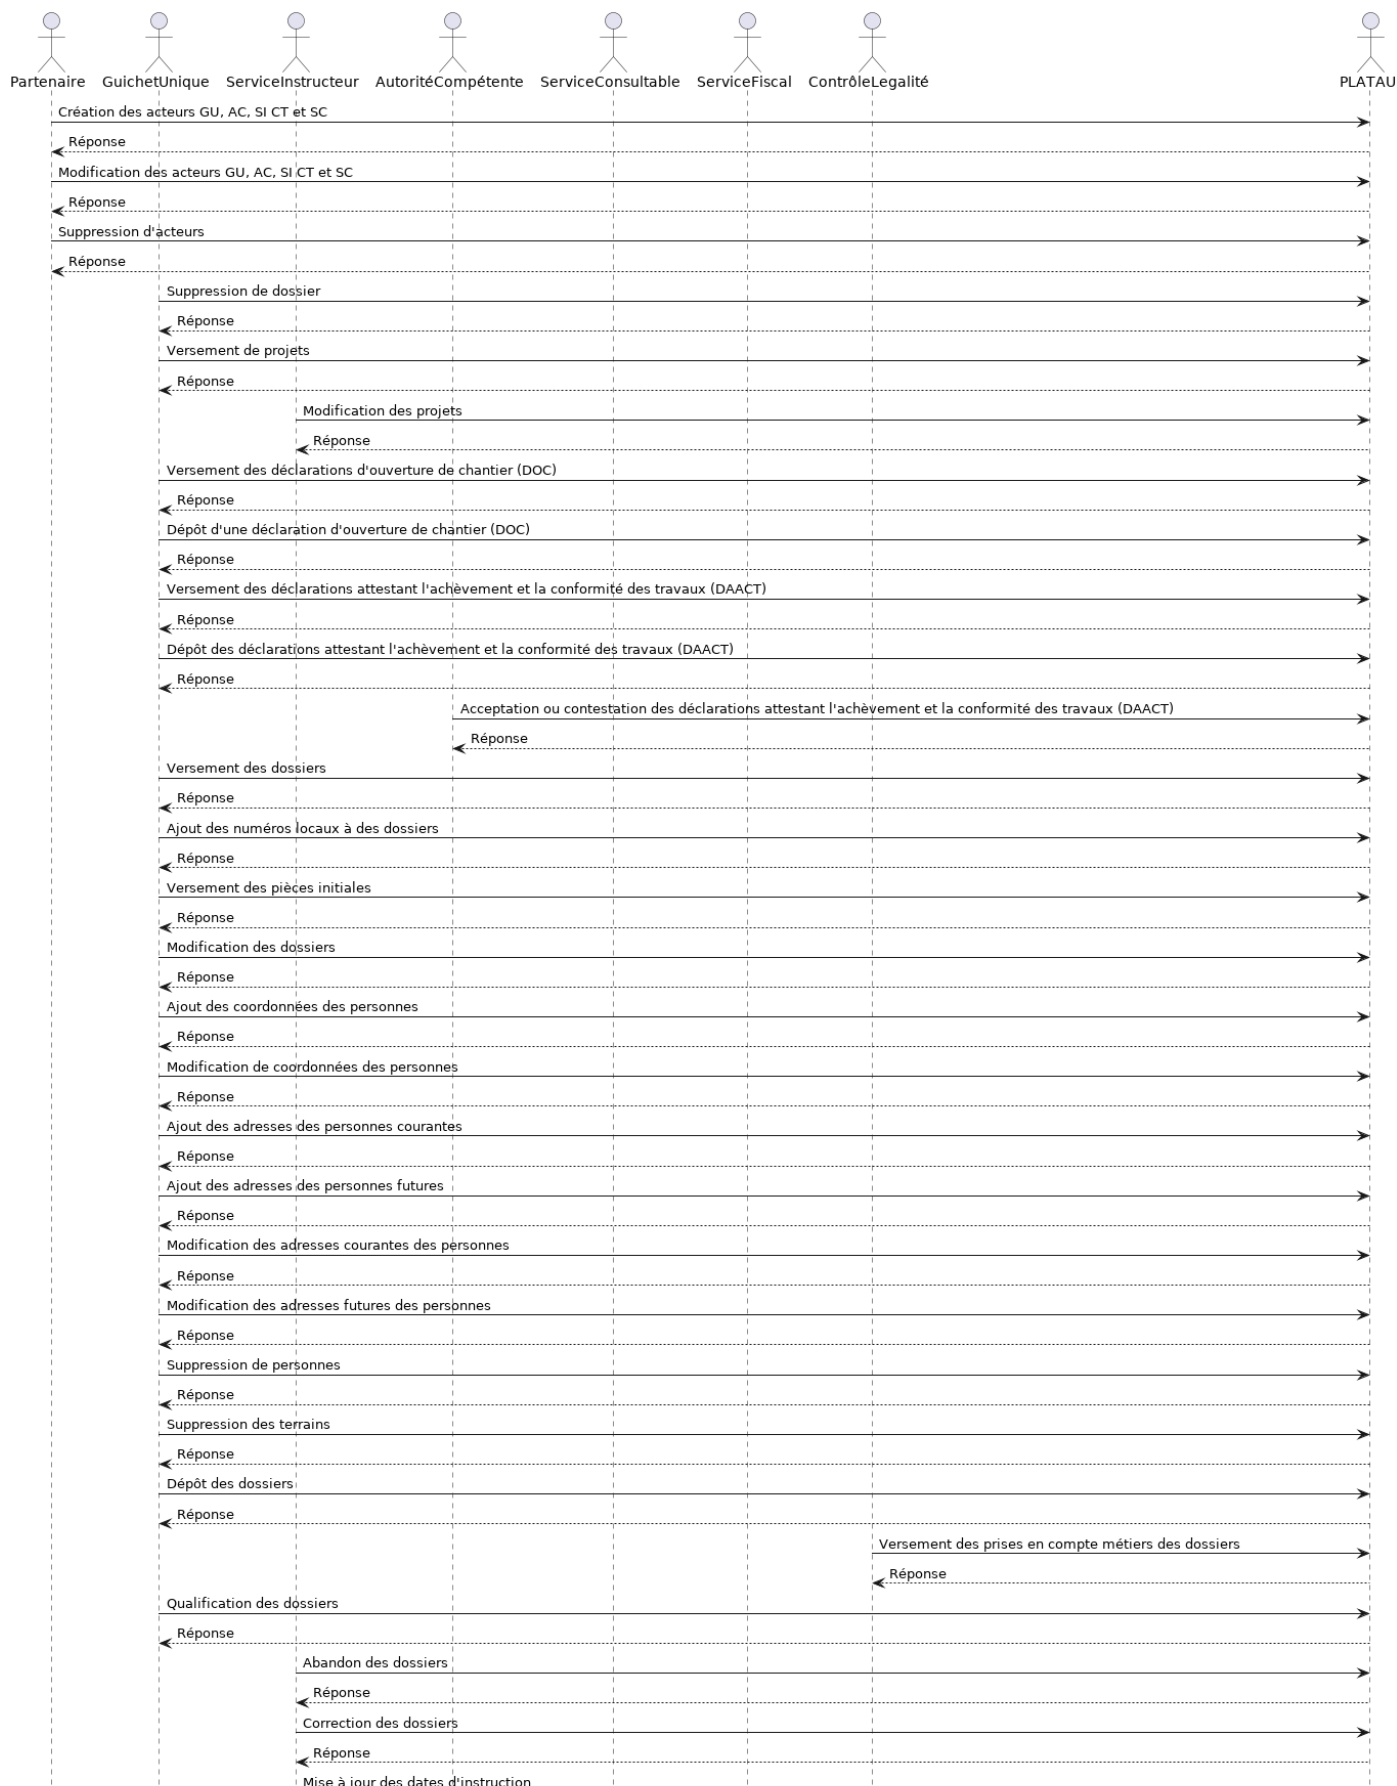 Partenaire GuichetUnique ServiceInstructeur AutoritéCompétente ServiceConsultable ServiceFiscal ContrôleLegalité PLATAU
Création des acteurs GU, AC, SI CT et SC
Réponse
Modification des acteurs GU, AC, SI CT et SC
Réponse
Suppression d'acteurs
Réponse
Suppression de dossier
Réponse
Versement de projets
Réponse
Modification des projets
Réponse
Versement des déclarations d'ouverture de chantier (DOC)
Réponse
Dépôt d'une déclaration d'ouverture de chantier (DOC)
Réponse
Versement des déclarations attestant l'achèvement et la conformité des travaux (DAACT)
Réponse
Dépôt des déclarations attestant l'achèvement et la conformité des travaux (DAACT)
Réponse
Acceptation ou contestation des déclarations attestant l'achèvement et la conformité des travaux (DAACT)
Réponse
Versement des dossiers
Réponse
Ajout des numéros locaux à des dossiers
Réponse
Versement des pièces initiales
Réponse
Modification des dossiers
Réponse
Ajout des coordonnées des personnes
Réponse
Modification de coordonnées des personnes
Réponse
Ajout des adresses des personnes courantes
Réponse
Ajout des adresses des personnes futures
Réponse
Modification des adresses courantes des personnes
Réponse
Modification des adresses futures des personnes
Réponse
Suppression de personnes
Réponse
Suppression des terrains
Réponse
Dépôt des dossiers
Réponse
Versement des prises en compte métiers des dossiers
Réponse
Qualification des dossiers
Réponse
Abandon des dossiers
Réponse
Correction des dossiers
Réponse
Mise à jour des dates d'instruction